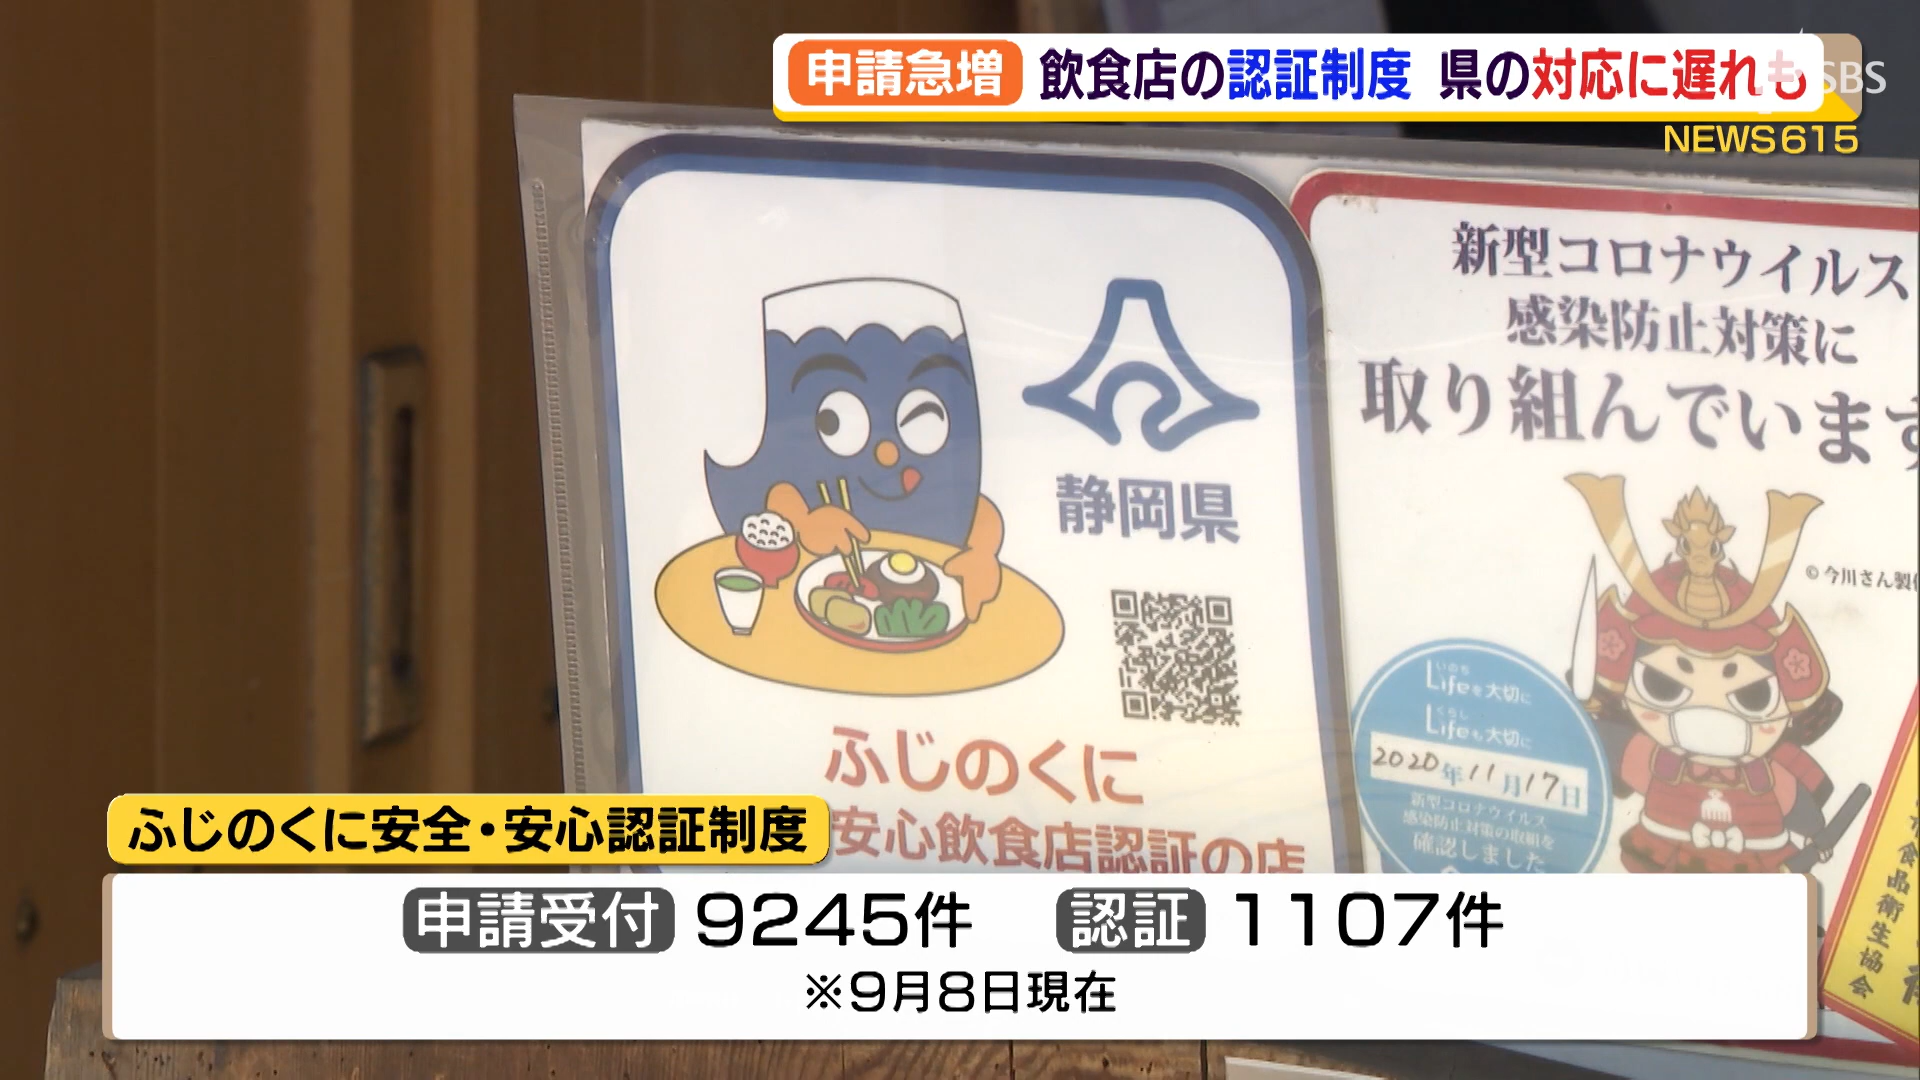 申請急増 飲食店の認証制度 県の対応に遅れも
SBS
NEWS615
静岡県
ふじのくに
安心飲食店認証の店
新型コロナウイルス
感染防止対策に
取り組んでいます
©今川さん製
いのち
Lifeを大切に
くらし
Lifeも大切に
2020年11月17日
新型コロナウイルス
感染防止対策の取組を
確認しました
食品衛生協会
ふじのくに安全・安心認証制度
申請受付 9245件 認証 1107件
※9月8日現在